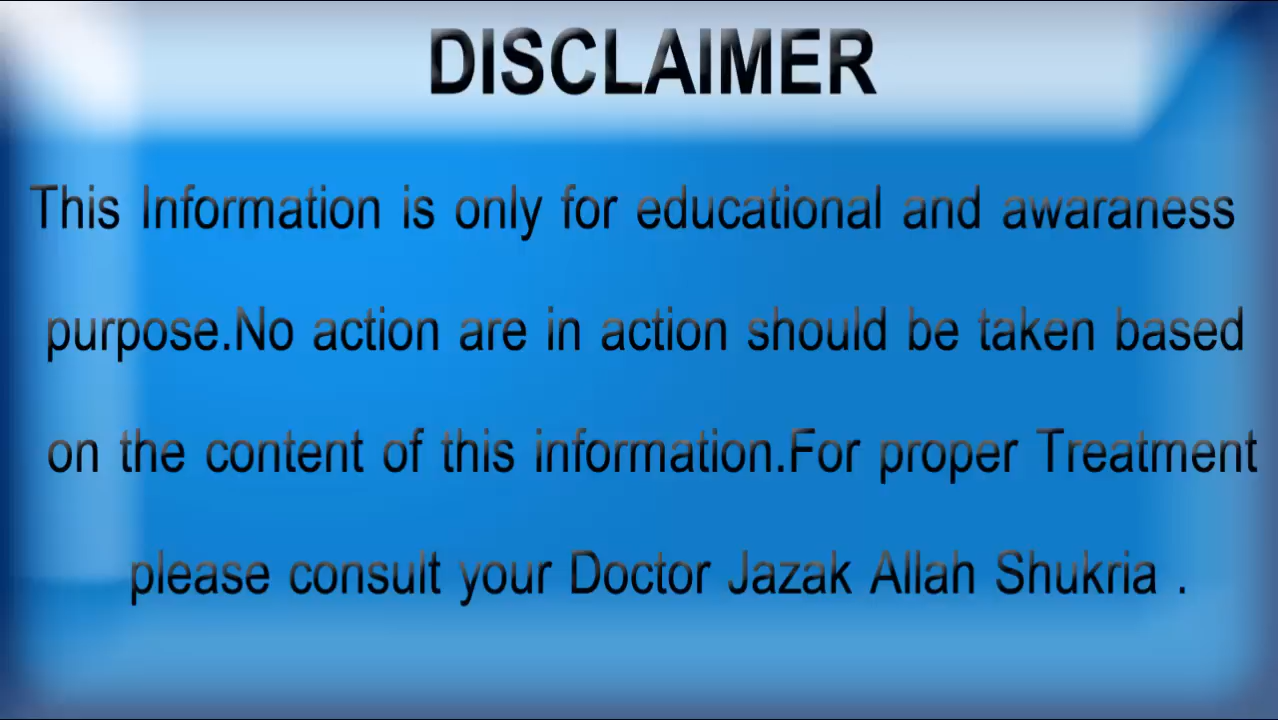 DISCLAIMER
This Information is only for educational and awaraness
purpose.No action are in action should be taken based
on the content of this information.For proper Treatment
please consult your Doctor Jazak Allah Shukria .